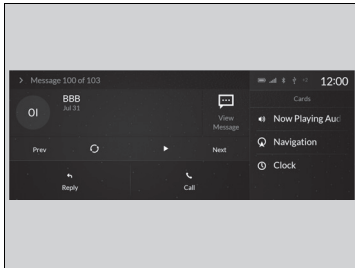 Message 100 of 103
12:00
OI
BBB
Jul 31
View
Message
Prev
Next
Reply
Call
Cards
Now Playing Aud
Navigation
Clock